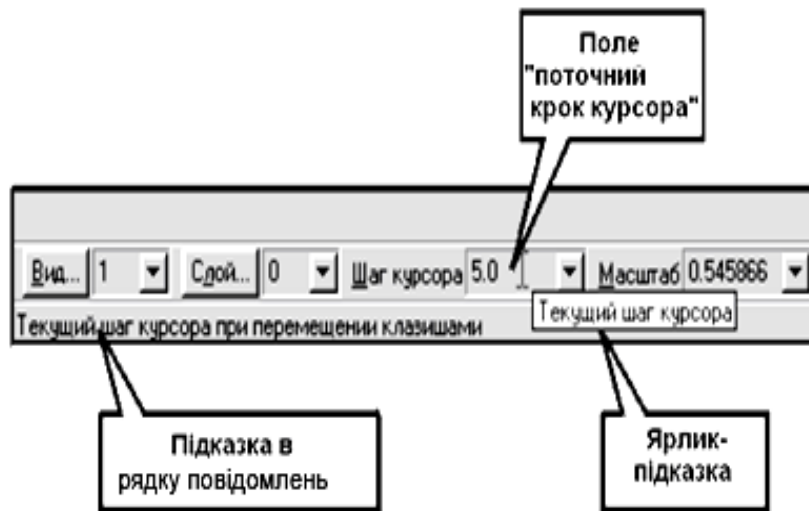 Поле
"поточний
крок курсора"
Вид... 1 Слой... 0 Шаг курсора 5.0 Масштаб 0.545866
Текущий шаг курсора
Текущий шаг курсора при перемещении клавишами
Підказка в
рядку повідомлень
Ярлик-
підказка